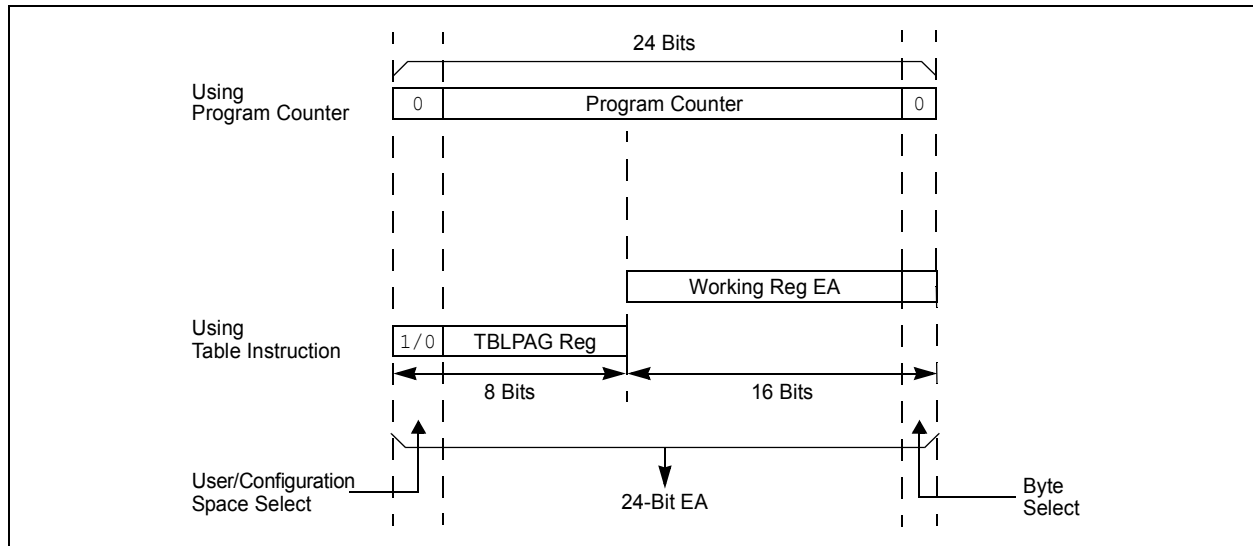 24 Bits
Using
Program Counter
0
Program Counter
0
Working Reg EA
Using
Table Instruction
1/0
TBLPAG Reg
8 Bits
16 Bits
User/Configuration
Space Select
24-Bit EA
Byte
Select